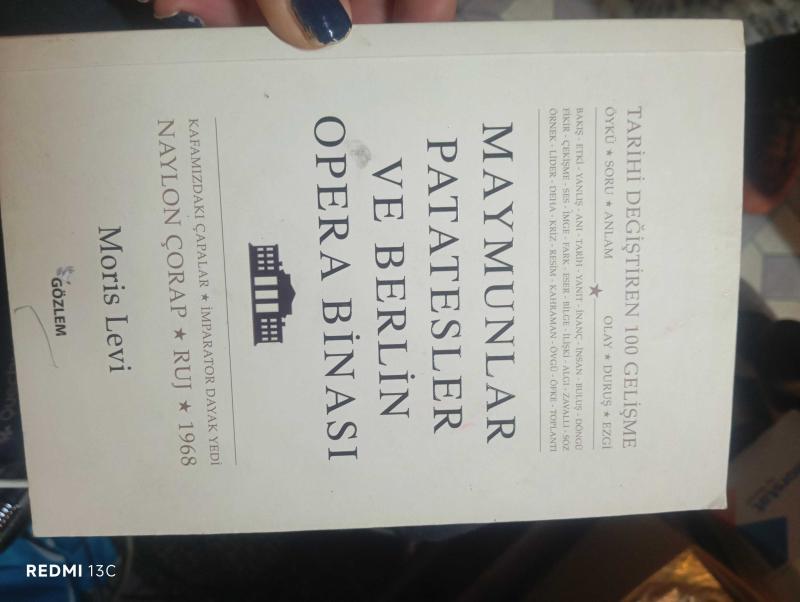 TARİHİ DEĞİŞTİREN 100 GELİŞME
ÖYKÜ ★ SORU ★ ANLAM ★ OLAY ★ DURUŞ ★ EZGİ
BAKIŞ - ETKİ - YANLIŞ - ANI - TARİH - YANIT - İNANÇ - İNSAN - BULUŞ - DÖNGÜ
FİKİR - ÇEKİŞME - SES - İMGE - FARK - ESER - BİLGE - İLİŞKİ - ALGI - ZAVALLI - SÖZ
ÖRNEK - LİDER - DEHA - KRİZ - RESİM - KAHRAMAN - ÖVGÜ - ÖFKE - TOPLANTI
MAYMUNLAR
PATATESLER
VE BERLİN
OPERA BİNASI
KAFAMIZDAKİ ÇAPALAR ★ İMPARATOR DAYAK YEDİ
NAYLON ÇORAP ★ RUJ ★ 1968
Moris Levi
GÖZLEM
REDMI 13C